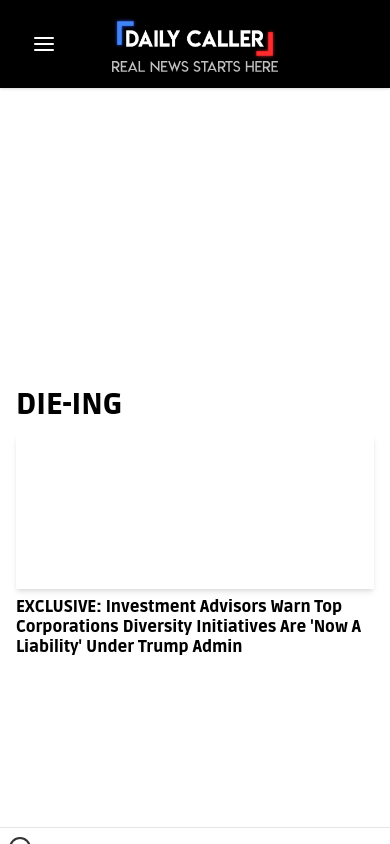 DAILY CALLER
REAL NEWS STARTS HERE
DIE-ING
EXCLUSIVE: Investment Advisors Warn Top
Corporations Diversity Initiatives Are 'Now A
Liability' Under Trump Admin